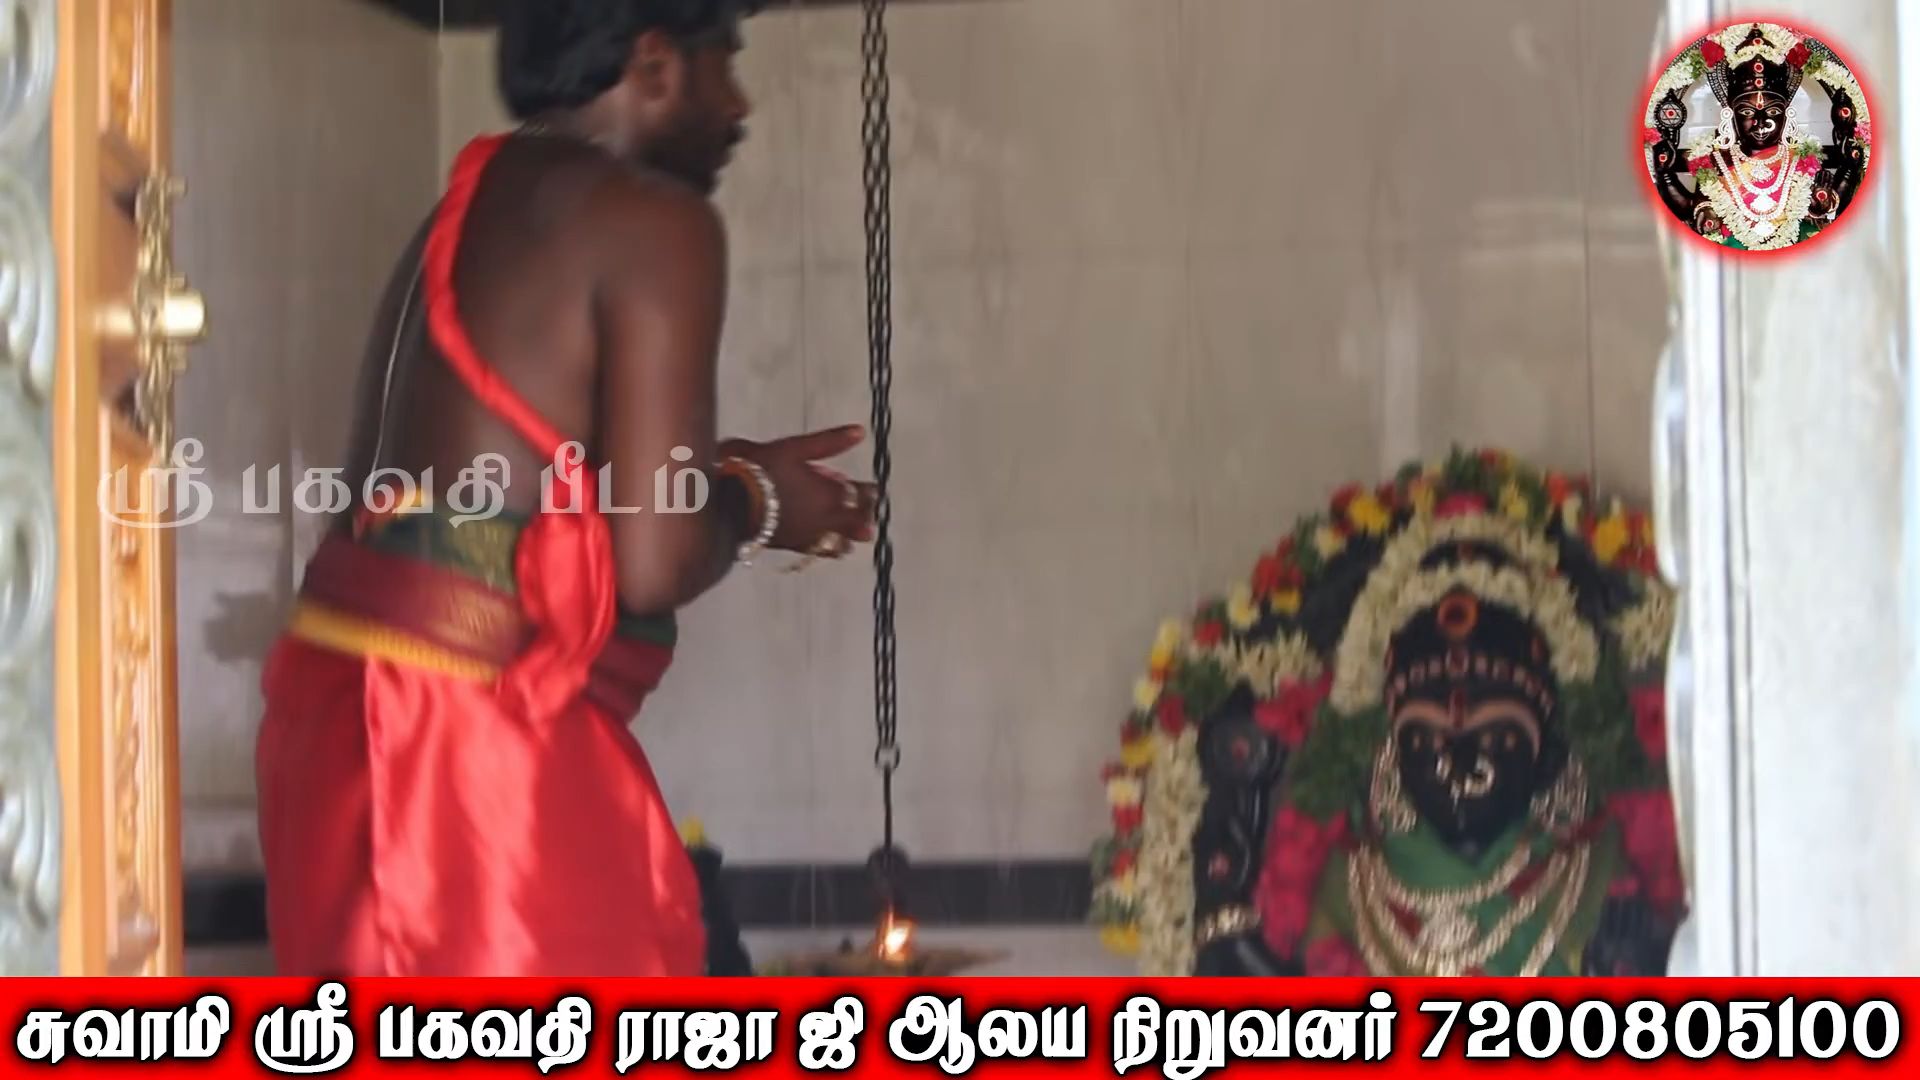 ஸ்ரீ பகவதி பீடம்
சுவாமி ஸ்ரீ பகவதி ராஜா ஜி ஆலய நிறுவனர் 7200805100